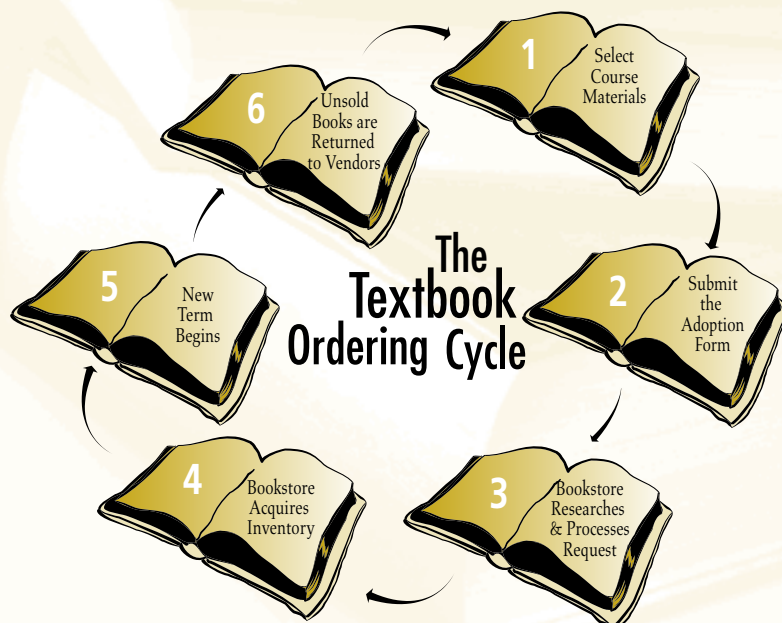 The
Textbook
Ordering Cycle
1
Select
Course
Materials
2
Submit
the
Adoption
Form
3
Bookstore
Researches
& Processes
Request
4
Bookstore
Acquires
Inventory
5
New
Term
Begins
6
Unsold
Books are
Returned
to Vendors